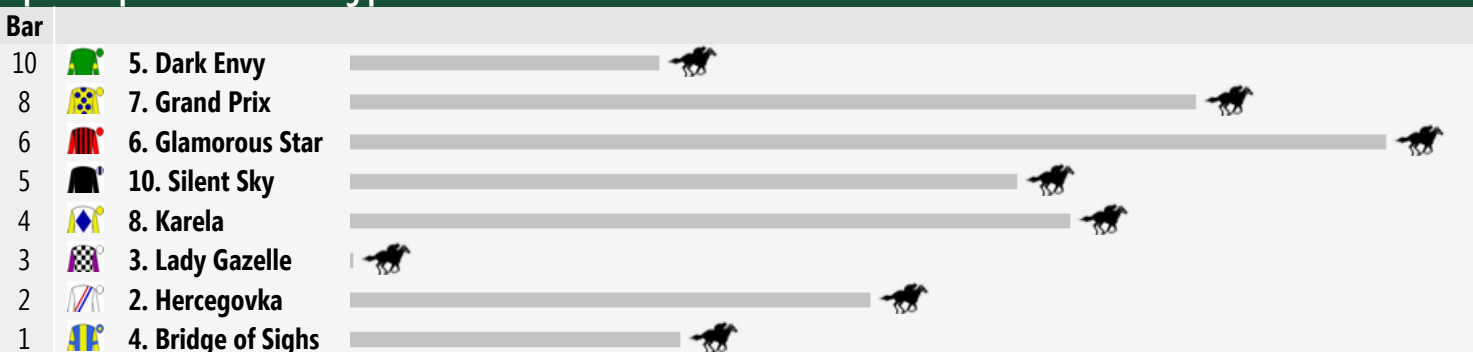 Bar
10 5. Dark Envy
8 7. Grand Prix
6 6. Glamorous Star
5 10. Silent Sky
4 8. Karela
3 3. Lady Gazelle
2 2. Hercegovka
1 4. Bridge of Sighs